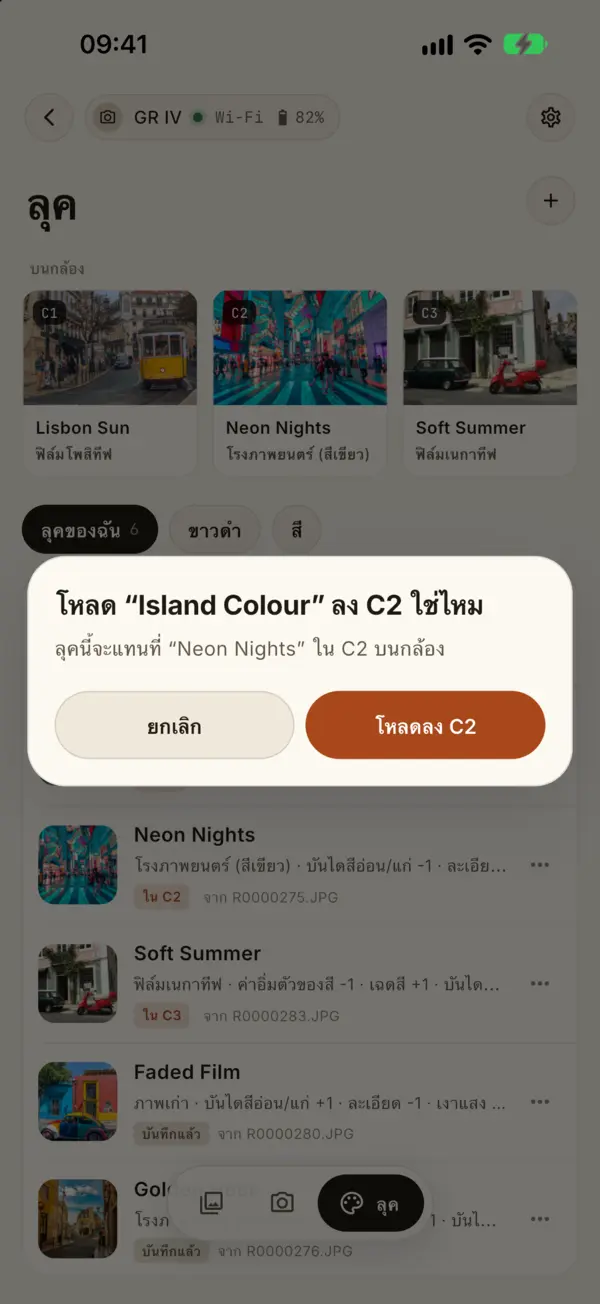 09:41
GR IV Wi-Fi 82%
ลุค
บนกล้อง
C1
C2
C3
Lisbon Sun
ฟิล์มโพสิทีฟ
Neon Nights
โรงภาพยนตร์ (สีเขียว)
Soft Summer
ฟิล์มเนกาทีฟ
ลุคของฉัน 6
ขาวดำ
สี
โหลด “Island Colour” ลง C2 ใช่ไหม
ลุคนี้จะแทนที่ “Neon Nights” ใน C2 บนกล้อง
ยกเลิก
โหลดลง C2
Neon Nights
โรงภาพยนตร์ (สีเขียว) · บันไดสีอ่อน/แก่ -1 · ละเอีย...
ใน C2 จาก R0000275.JPG
Soft Summer
ฟิล์มเนกาทีฟ · ค่าอิ่มตัวของสี -1 · เฉดสี +1 · บันได...
ใน C3 จาก R0000283.JPG
Faded Film
ภาพเก่า · บันไดสีอ่อน/แก่ +1 · ละเอียด -1 · เงาแสง ...
บันทึกแล้ว จาก R0000280.JPG
ลุค
บันทึกแล้ว จาก R0000276.JPG